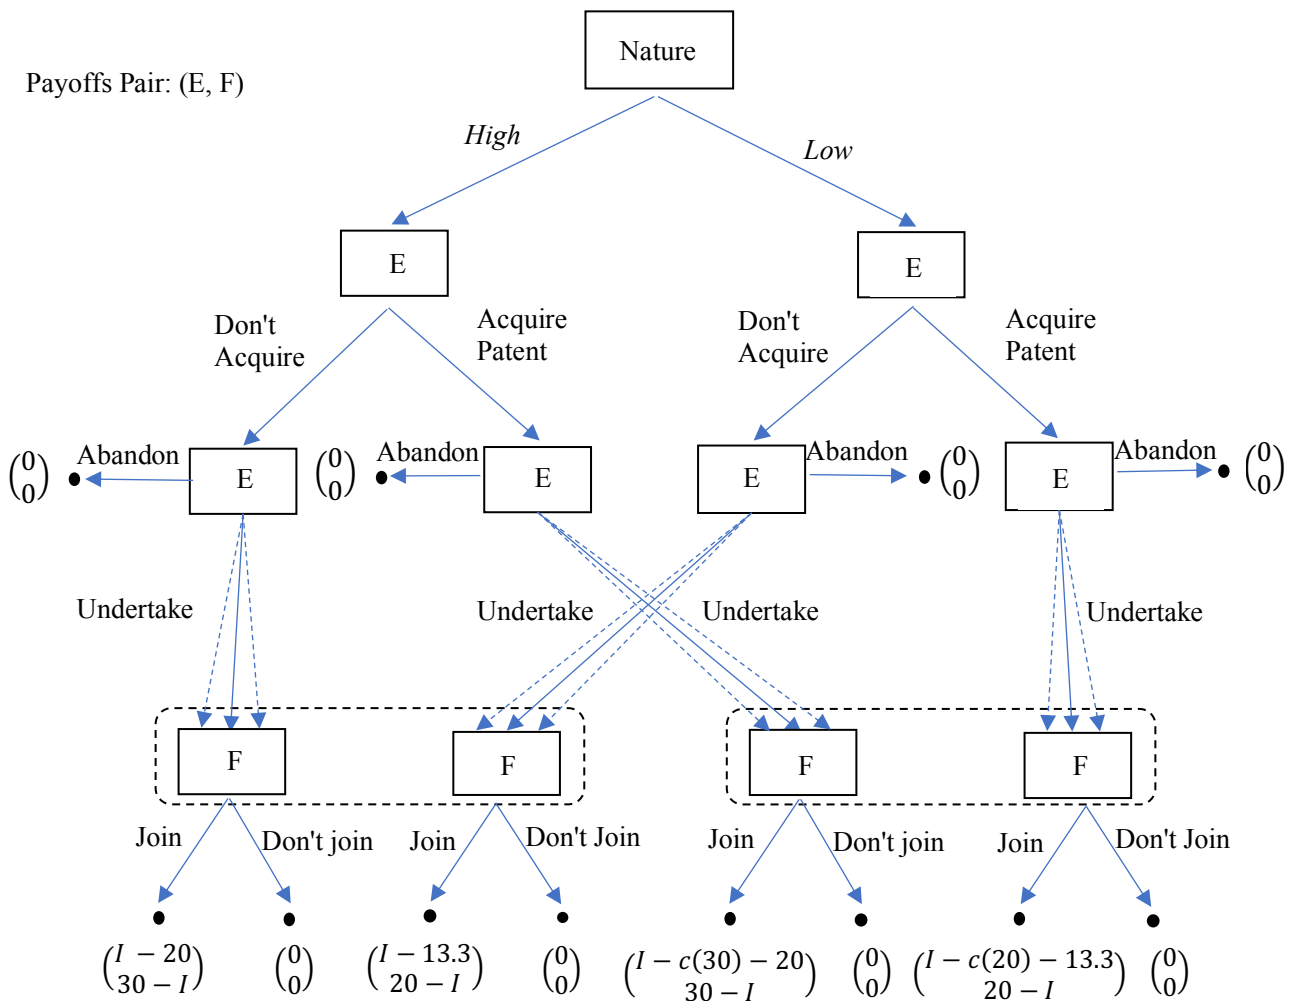 Nature
Payoffs Pair: (E, F)
High
Low
E
E
Don't
Acquire
Acquire
Patent
Don't
Acquire
Acquire
Patent
(0 0)
Abandon
E
(0 0)
Abandon
E
E
Abandon
(0 0)
E
Abandon
(0 0)
Undertake
Undertake
Undertake
Undertake
F
F
F
F
Join
Don't join
Join
Don't Join
Join
Don't join
Join
Don't Join
(I − 20
30 − I)
(0 0)
(I − 13.3
20 − I)
(0 0)
(I − c(30) − 20
30 − I)
(0 0)
(I − c(20) − 13.3
20 − I)
(0 0)